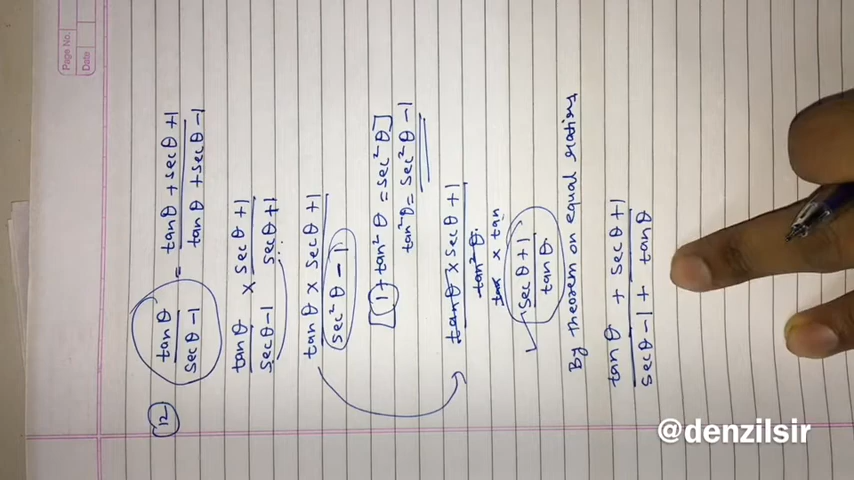 Page No.
Date
12 tanθ / secθ-1 = tanθ + secθ+1 / tanθ + secθ-1
tanθ / secθ-1 × secθ+1 / secθ+1
tanθ × secθ+1 / sec²θ-1
[1+tan²θ = sec²θ]
tan²θ = sec²θ-1
tanθ × secθ+1 / tan²θ.
tan × tan
secθ+1 / tanθ.
By theorem on equal
tanθ + secθ+1 / secθ-1 + tanθ
@denzilsir